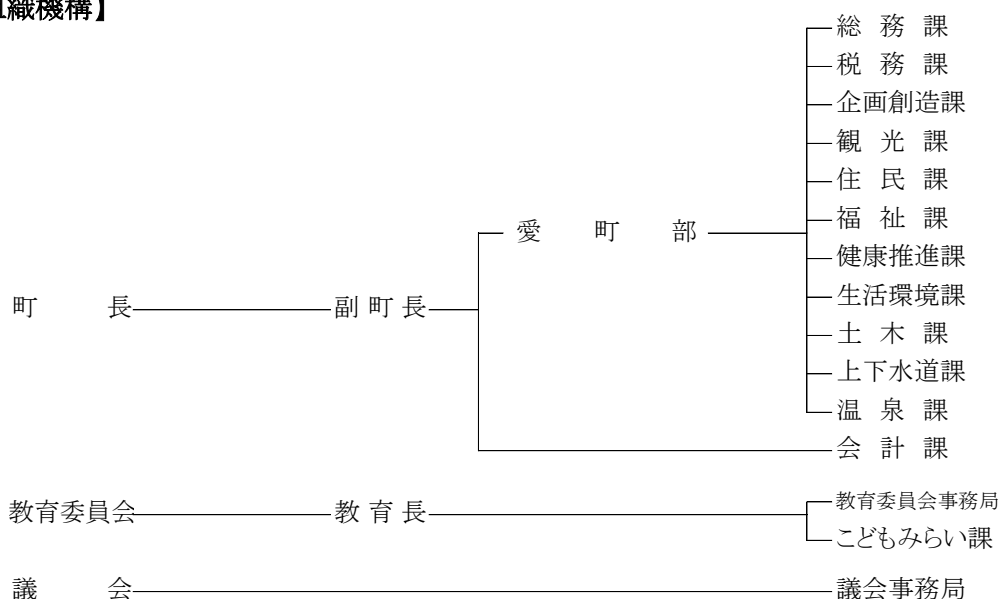 織機構】
総務課
税務課
企画創造課
観光課
住民課
福祉課
愛町部
健康推進課
生活環境課
町長 副町長
土木課
上下水道課
温泉課
会計課
教育委員会 教育長 教育委員会事務局
こどもみらい課
議会 議会事務局